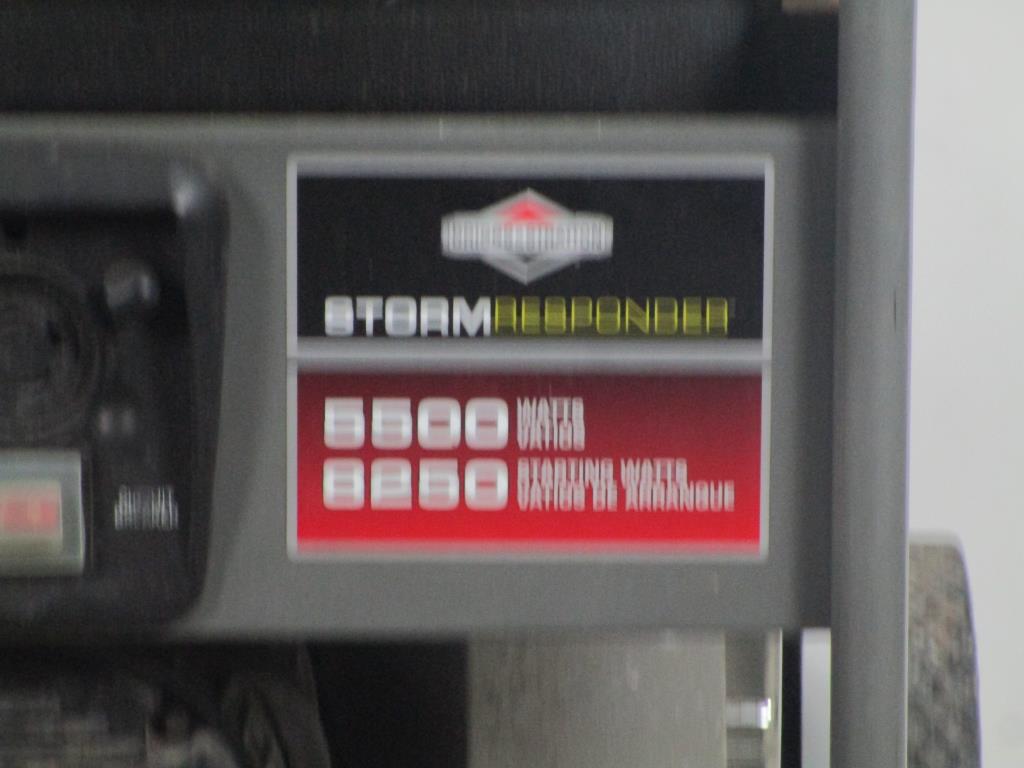 STORMRESPONDER
5500 WATTS
VATIOS
8250 STARTING WATTS
VATIOS DE ARRANQUE